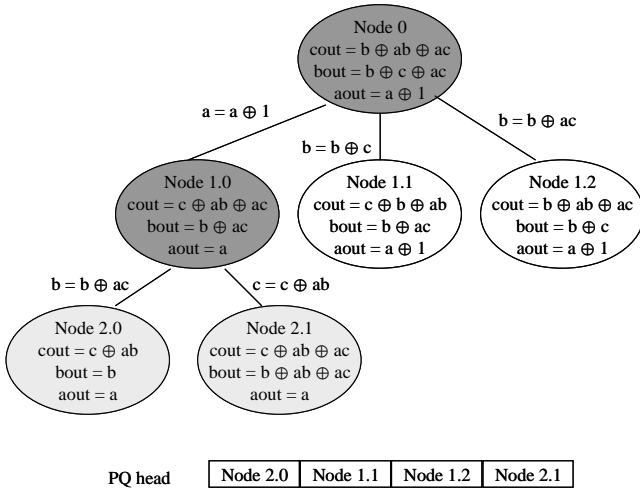 Node 0
cout = b ⊕ ab ⊕ ac
bout = b ⊕ c ⊕ ac
aout = a ⊕ 1
a = a ⊕ 1
b = b ⊕ c
b = b ⊕ ac
Node 1.0
cout = c ⊕ ab ⊕ ac
bout = b ⊕ ac
aout = a
Node 1.1
cout = c ⊕ b ⊕ ab
bout = b ⊕ ac
aout = a ⊕ 1
Node 1.2
cout = b ⊕ ab ⊕ ac
bout = b ⊕ c
aout = a ⊕ 1
b = b ⊕ ac
c = c ⊕ ab
Node 2.0
cout = c ⊕ ab
bout = b
aout = a
Node 2.1
cout = c ⊕ ab ⊕ ac
bout = b ⊕ ab ⊕ ac
aout = a
PQ head Node 2.0 Node 1.1 Node 1.2 Node 2.1